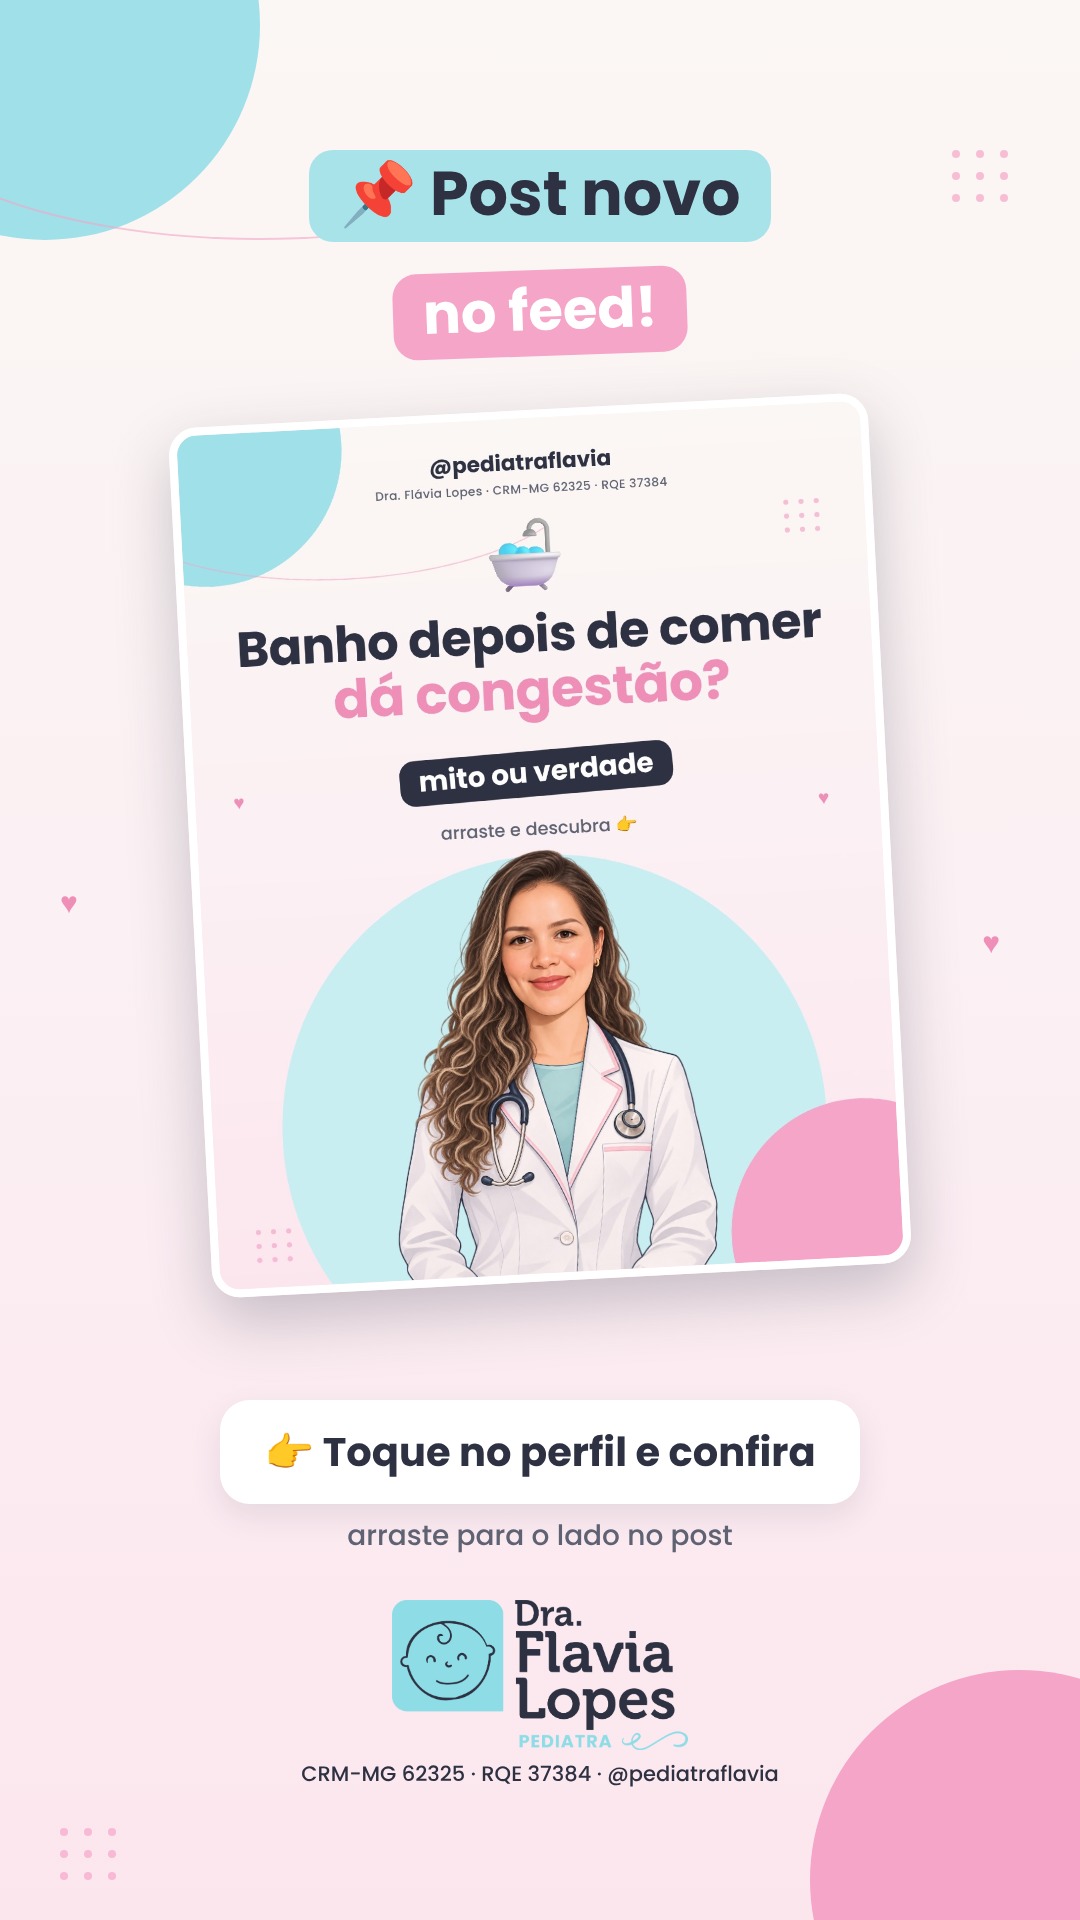 📌 Post novo
no feed!
@pediatraflavia
Dra. Flávia Lopes · CRM-MG 62325 · RQE 37384
Banho depois de comer
dá congestão?
mito ou verdade
arraste e descubra 👉
👉 Toque no perfil e confira
arraste para o lado no post
Dra.
Flavia
Lopes
PEDIATRA
CRM-MG 62325 · RQE 37384 · @pediatraflavia